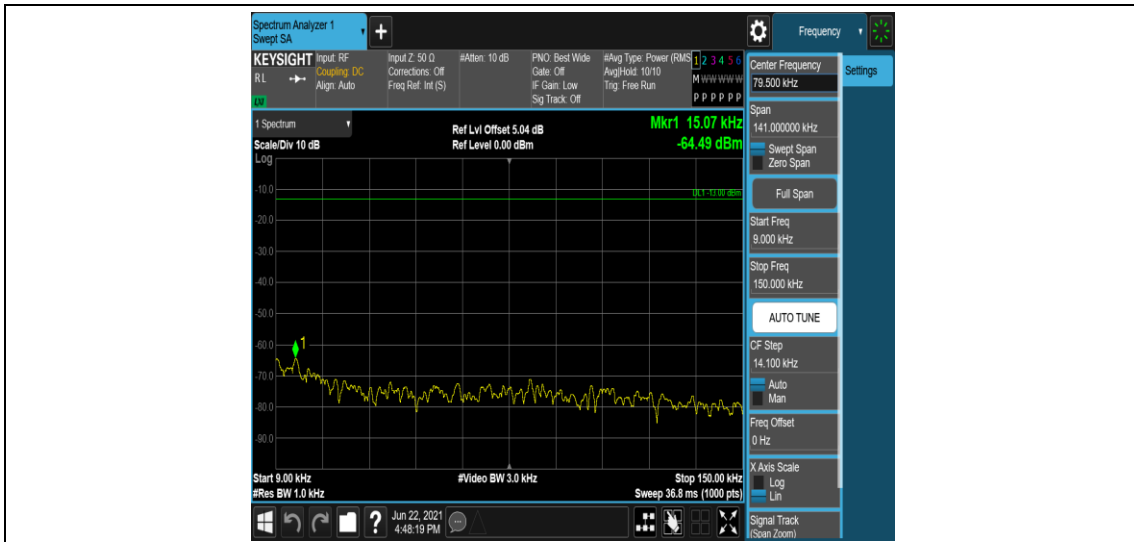 Spectrum Analyzer 1
Swept SA
+
Frequency
KEYSIGHT
RL
LXI
Input: RF
Coupling: DC
Align: Auto
Input Z: 50 Ω
Corrections: Off
Freq Ref: Int (S)
#Atten: 10 dB
PNO: Best Wide
Gate: Off
IF Gain: Low
Sig Track: Off
#Avg Type: Power (RMS
Avg|Hold: 10/10
Trig: Free Run
1 2 3 4 5 6
M W W W W W
P P P P P P
1 Spectrum
Scale/Div 10 dB
Ref Lvl Offset 5.04 dB
Ref Level 0.00 dBm
Mkr1 15.07 kHz
-64.49 dBm
Log
DL1 -13.00 dBm
-10.0
-20.0
-30.0
-40.0
-50.0
-60.0
-70.0
-80.0
-90.0
1
Start 9.00 kHz
#Res BW 1.0 kHz
#Video BW 3.0 kHz
Stop 150.00 kHz
Sweep 36.8 ms (1000 pts)
Center Frequency
79.500 kHz
Settings
Span
141.000000 kHz
Swept Span
Zero Span
Full Span
Start Freq
9.000 kHz
Stop Freq
150.000 kHz
AUTO TUNE
CF Step
14.100 kHz
Auto
Man
Freq Offset
0 Hz
X Axis Scale
Log
Lin
Signal Track
(Span Zoom)
?
Jun 22, 2021
4:48:19 PM